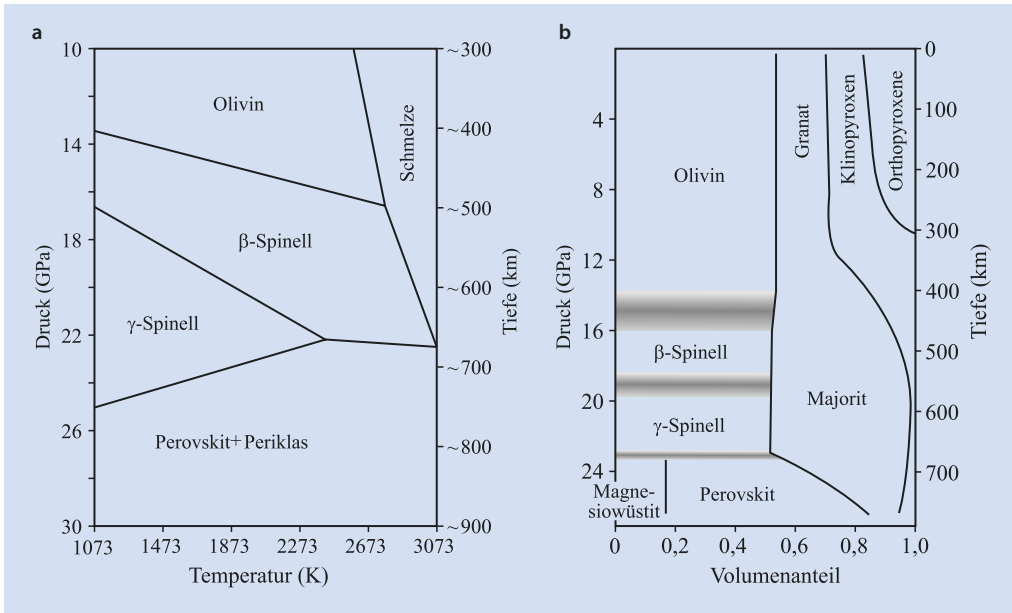 a
10
14
18
22
26
30
Druck (GPa)
~300
~400
~500
~600
~700
~800
~900
Tiefe (km)
Olivin
Schmelze
β-Spinell
γ-Spinell
Perovskit+Periklas
1073
1473
1873
2273
2673
3073
Temperatur (K)
b
4
8
12
16
20
24
Druck (GPa)
0
100
200
300
400
500
600
700
Tiefe (km)
Olivin
Granat
Klinopyroxen
Orthopyroxene
β-Spinell
Majorit
γ-Spinell
Magne-
siowüstit
Perovskit
0
0,2
0,4
0,6
0,8
1,0
Volumenanteil